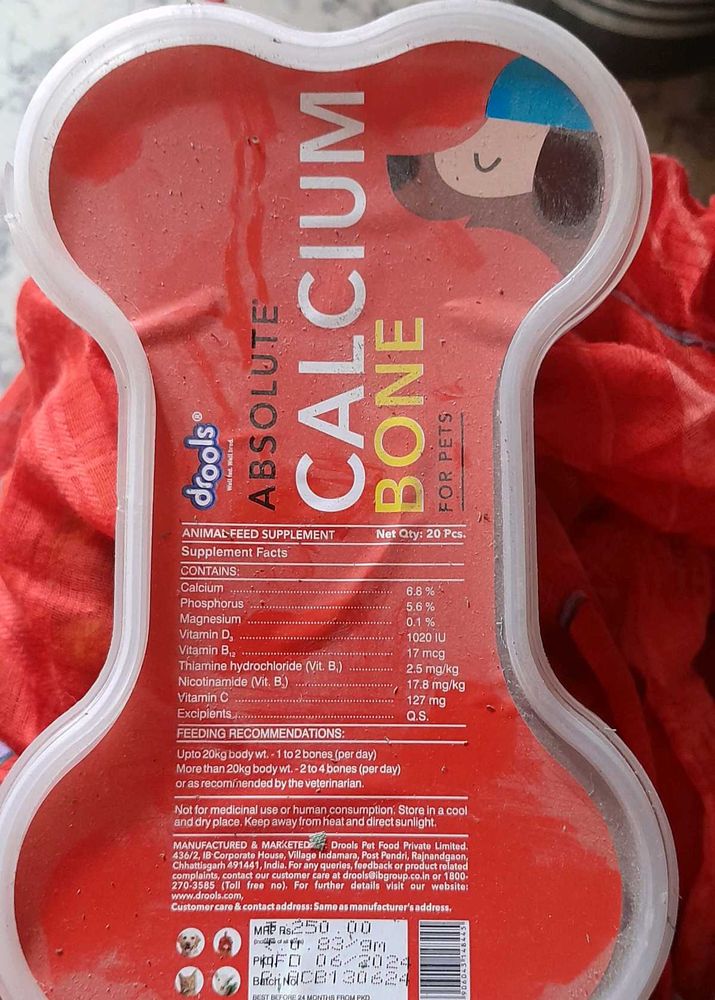 drools®
Well fed. Well bred.
ABSOLUTE®
CALCIUM
BONE
FOR PETS
ANIMAL FEED SUPPLEMENT Net Qty: 20 Pcs.
Supplement Facts
CONTAINS:
Calcium 6.8 %
Phosphorus 5.6 %
Magnesium 0.1 %
Vitamin D₃ 1020 IU
Vitamin B₁₂ 17 mcg
Thiamine hydrochloride (Vit. B₁) 2.5 mg/kg
Nicotinamide (Vit. B₃) 17.8 mg/kg
Vitamin C 127 mg
Excipients Q.S.
FEEDING RECOMMENDATIONS:
Upto 20kg body wt. - 1 to 2 bones (per day)
More than 20kg body wt. - 2 to 4 bones (per day)
or as recommended by the veterinarian.
Not for medicinal use or human consumption. Store in a cool
and dry place. Keep away from heat and direct sunlight.
MANUFACTURED & MARKETED Drools Pet Food Private Limited.
436/2, IB Corporate House, Village Indamara, Post Pendri, Rajnandgaon,
Chhattisgarh 491441, India. For any queries, feedback or product related
complaints, contact our customer care at drools@ibgroup.co.in or 1800-
270-3585 (Toll free no). For further details visit our website:
www.drools.com,
Customer care & contact address: Same as manufacturer's address.
MRP Rs. 250.00
0.83/gm
PKD. 06/2024
Batch No.
BEST BEFORE 24 MONTHS FROM PKD